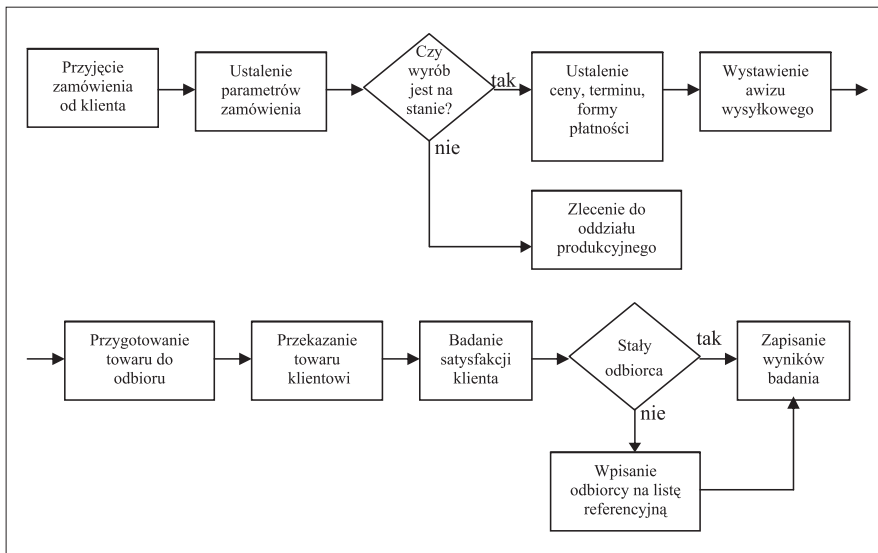 Przyjęcie
zamówienia
od klienta
Ustalenie
parametrów
zamówienia
Czy
wyrób
jest na
stanie?
tak
nie
Ustalenie
ceny, terminu,
formy
płatności
Wystawienie
awizu
wysyłkowego
Zlecenie do
oddziału
produkcyjnego
Przygotowanie
towaru do
odbioru
Przekazanie
towaru
klientowi
Badanie
satysfakcji
klienta
Stały
odbiorca
tak
nie
Zapisanie
wyników
badania
Wpisanie
odbiorcy na listę
referencyjną